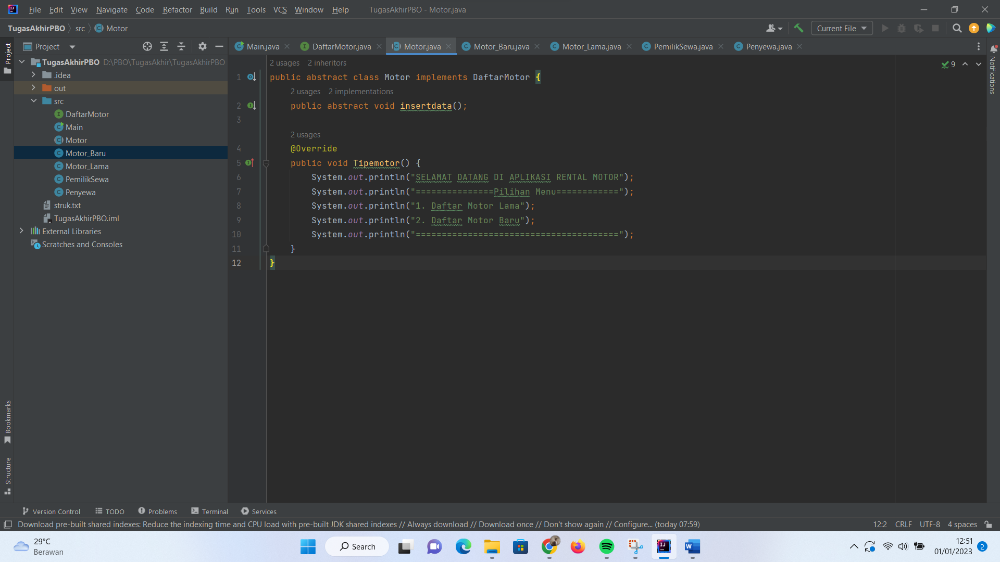 File Edit View Navigate Code Refactor Build Run Tools VCS Window Help TugasAkhirPBO - Motor.java
TugasAkhirPBO src Motor
Current File
Project
Project
Main.java DaftarMotor.java Motor.java Motor_Baru.java Motor_Lama.java PemilikSewa.java Penyewa.java
Notifications
TugasAkhirPBO D:\PBO\TugasAkhir\TugasAkhirPBO
.idea
out
src
DaftarMotor
Main
Motor
Motor_Baru
Motor_Lama
PemilikSewa
Penyewa
struk.txt
TugasAkhirPBO.iml
External Libraries
Scratches and Consoles
2 usages 2 inheritors
9
1 public abstract class Motor implements DaftarMotor {
2 usages 2 implementations
2 public abstract void insertdata();
3
2 usages
4 @Override
5 public void Tipemotor() {
6 System.out.println("SELAMAT DATANG DI APLIKASI RENTAL MOTOR");
7 System.out.println("===============Pilihan Menu============");
8 System.out.println("1. Daftar Motor Lama");
9 System.out.println("2. Daftar Motor Baru");
10 System.out.println("=======================================");
11 }
12 }
Bookmarks
Structure
Version Control TODO Problems Terminal Services
Download pre-built shared indexes: Reduce the indexing time and CPU load with pre-built JDK shared indexes // Always download // Download once // Don't show again // Configure... (today 07:59)
12:2 CRLF UTF-8 4 spaces
29°C
Berawan
Search
12:51
01/01/2023
2